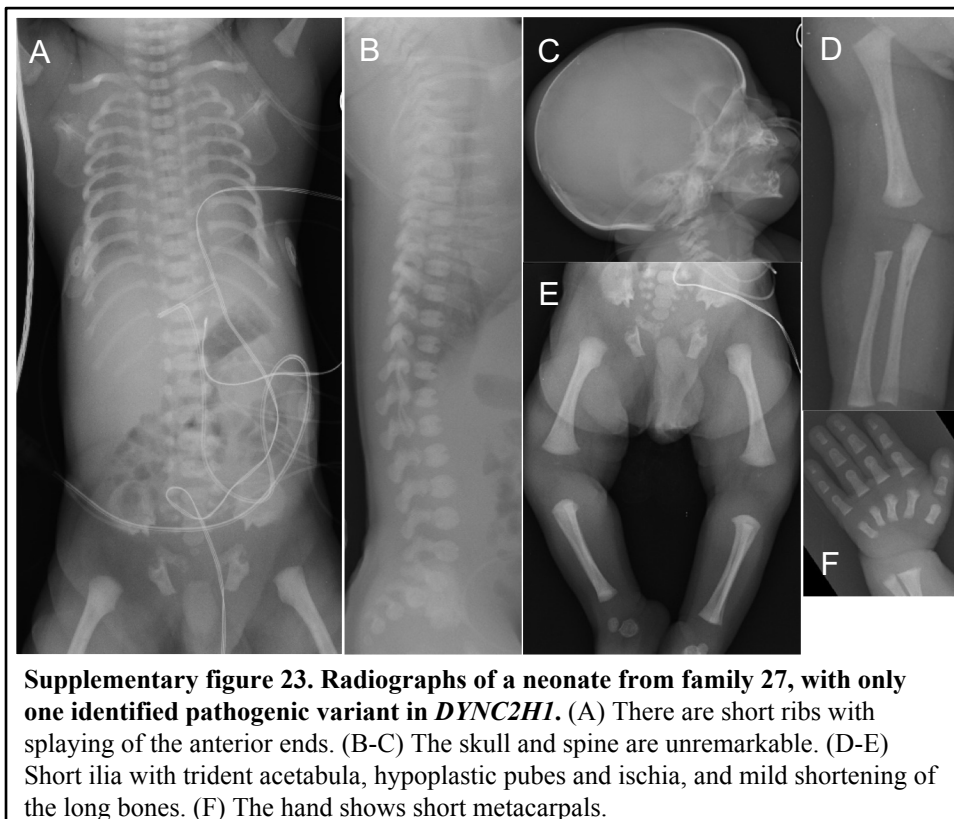 A
B
C
D
E
F
Supplementary figure 23. Radiographs of a neonate from family 27, with only
one identified pathogenic variant in DYNC2H1. (A) There are short ribs with
splaying of the anterior ends. (B-C) The skull and spine are unremarkable. (D-E)
Short ilia with trident acetabula, hypoplastic pubes and ischia, and mild shortening of
the long bones. (F) The hand shows short metacarpals.